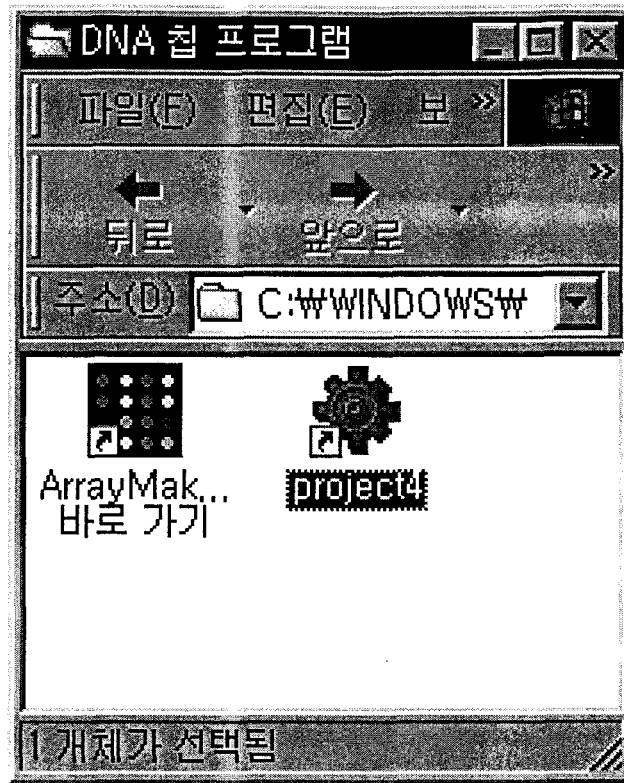 DNA 칩 프로그램
파일(F) 편집(E) 보 »
»
뒤로 앞으로
주소(D) C:₩WINDOWS₩
ArrayMak... project4
바로 가기
1 개체가 선택됨